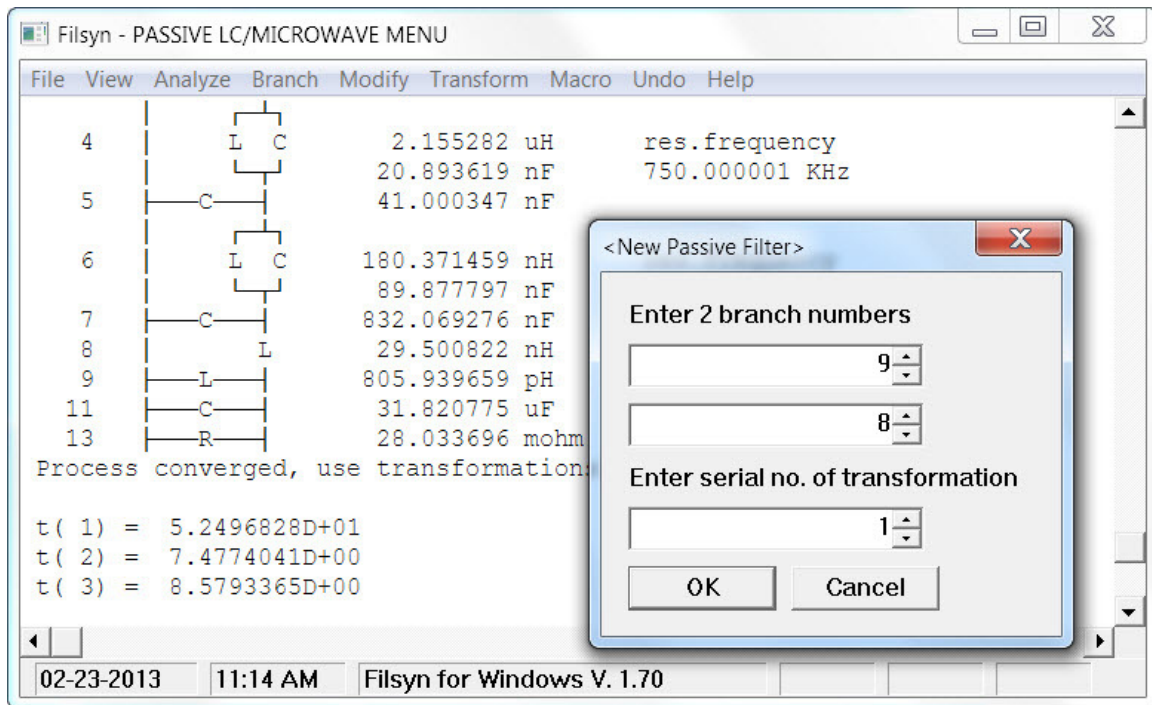 Filsyn - PASSIVE LC/MICROWAVE MENU
File View Analyze Branch Modify Transform Macro Undo Help
4 L C 2.155282 uH res.frequency
20.893619 nF 750.000001 KHz
5 C 41.000347 nF
6 L C 180.371459 nH
89.877797 nF
7 C 832.069276 nF
8 L 29.500822 nH
9 L 805.939659 pH
11 C 31.820775 uF
13 R 28.033696 mohm
Process converged, use transformation
t( 1) = 5.2496828D+01
t( 2) = 7.4774041D+00
t( 3) = 8.5793365D+00
<New Passive Filter>
Enter 2 branch numbers
9
8
Enter serial no. of transformation
1
OK Cancel
02-23-2013 11:14 AM Filsyn for Windows V. 1.70